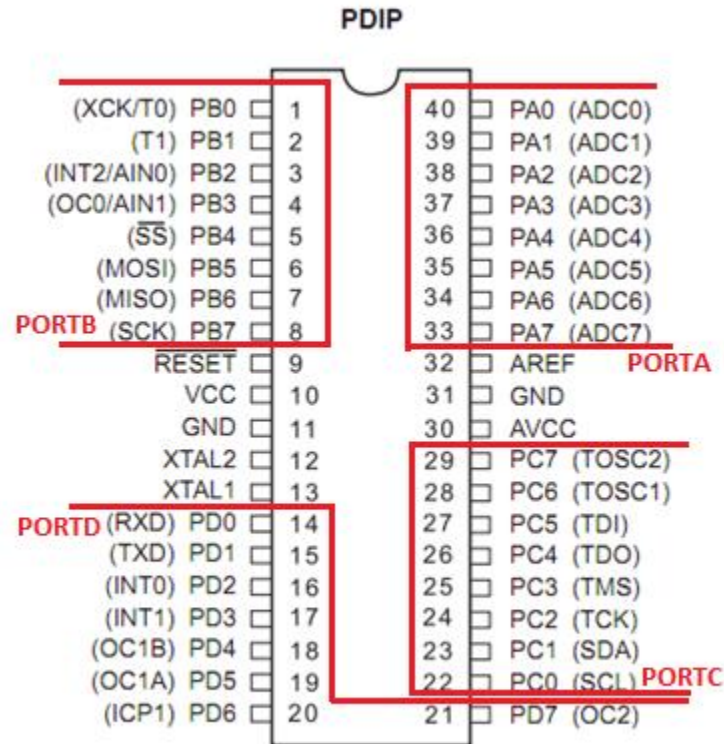 PDIP
(XCK/T0) PB0 1 40 PA0 (ADC0)
(T1) PB1 2 39 PA1 (ADC1)
(INT2/AIN0) PB2 3 38 PA2 (ADC2)
(OC0/AIN1) PB3 4 37 PA3 (ADC3)
(SS) PB4 5 36 PA4 (ADC4)
(MOSI) PB5 6 35 PA5 (ADC5)
(MISO) PB6 7 34 PA6 (ADC6)
PORTB (SCK) PB7 8 33 PA7 (ADC7)
RESET 9 32 AREF PORTA
VCC 10 31 GND
GND 11 30 AVCC
XTAL2 12 29 PC7 (TOSC2)
XTAL1 13 28 PC6 (TOSC1)
PORTD (RXD) PD0 14 27 PC5 (TDI)
(TXD) PD1 15 26 PC4 (TDO)
(INT0) PD2 16 25 PC3 (TMS)
(INT1) PD3 17 24 PC2 (TCK)
(OC1B) PD4 18 23 PC1 (SDA)
(OC1A) PD5 19 22 PC0 (SCL) PORTC
(ICP1) PD6 20 21 PD7 (OC2)